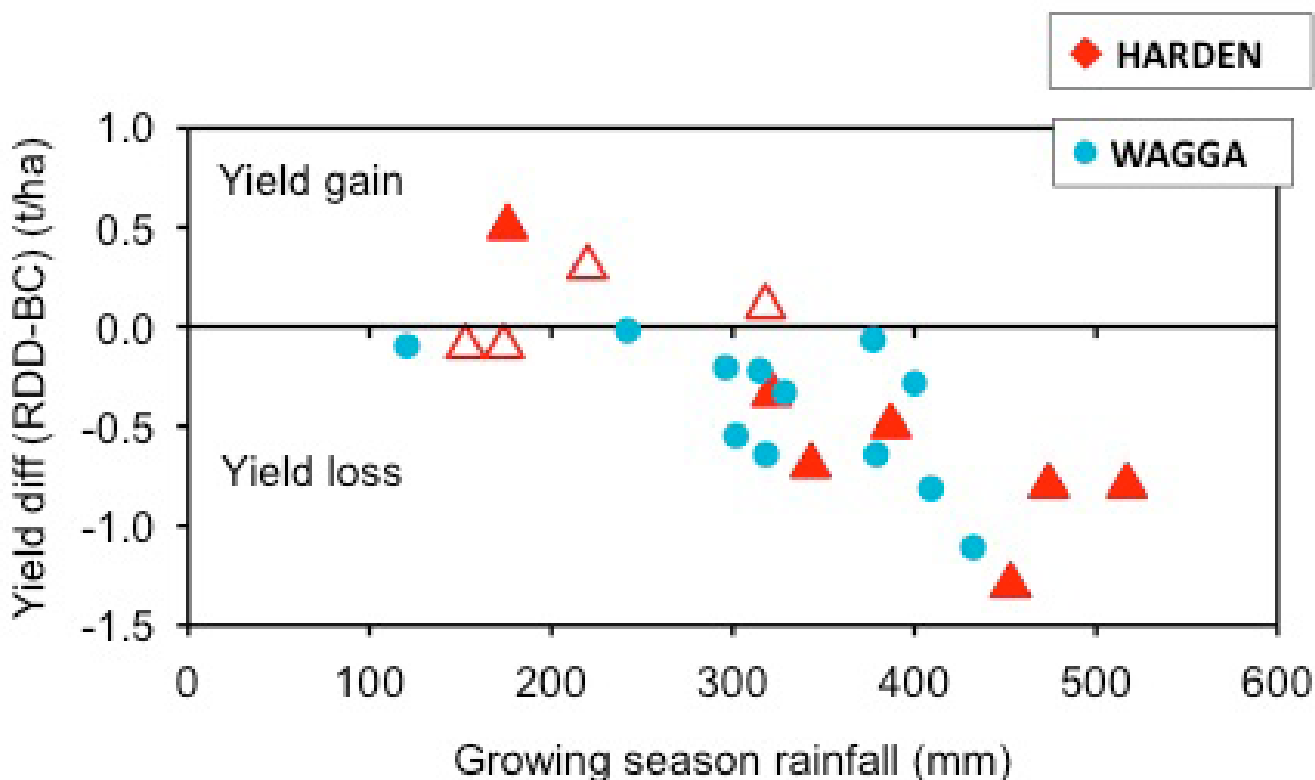 HARDEN
WAGGA
Yield diff (RDD-BC) (t/ha)
1.0
0.5
0.0
-0.5
-1.0
-1.5
Yield gain
Yield loss
0 100 200 300 400 500 600
Growing season rainfall (mm)